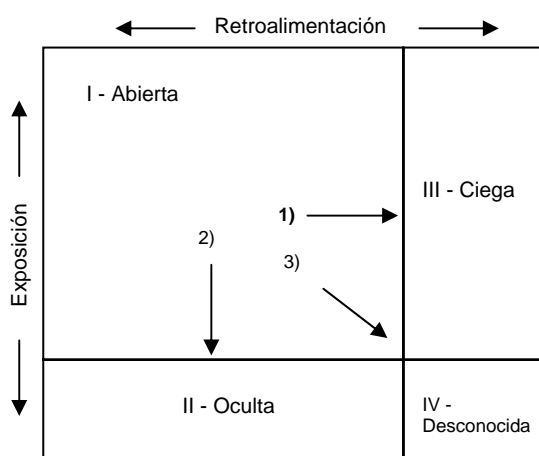 Retroalimentación
I - Abierta
Exposición
III - Ciega
1)
2)
3)
II - Oculta
IV -
Desconocida